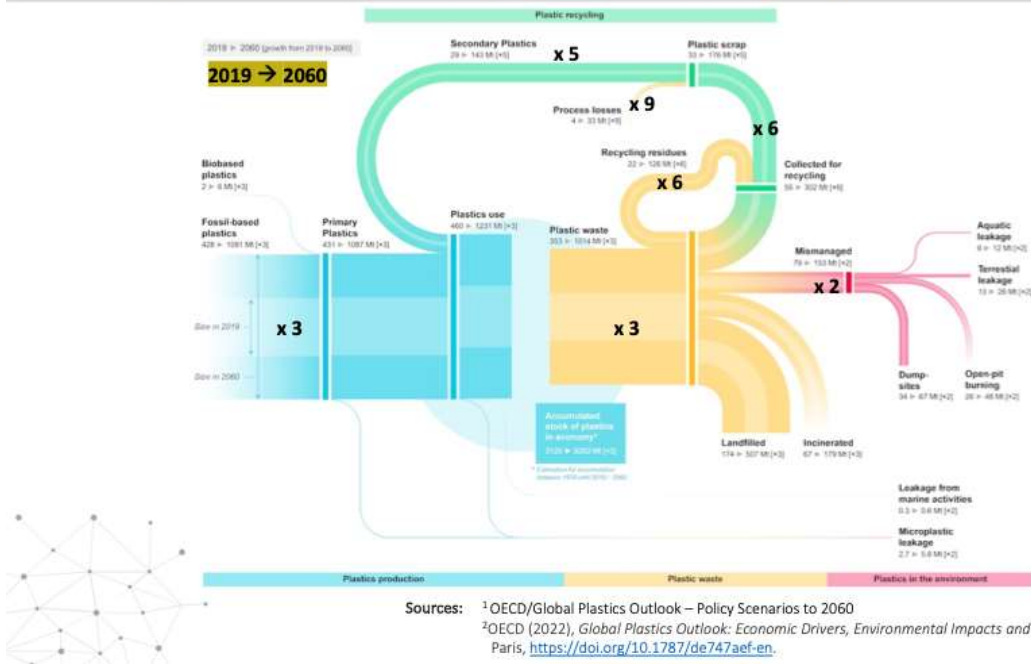 Plastic recycling
2019 ► 2060 (growth from 2019 to 2060)
2019 → 2060
Secondary Plastics
29 ► 143 Mt [×5]
x 5
Plastic scrap
33 ► 176 Mt [×5]
Process losses
4 ► 33 Mt [×9]
x 9
x 6
Recycling residues
22 ► 126 Mt [×6]
x 6
Collected for
recycling
55 ► 302 Mt [×6]
Biobased
plastics
2 ► 6 Mt [×3]
Fossil-based
plastics
428 ► 1081 Mt [×3]
Primary
Plastics
431 ► 1087 Mt [×3]
Plastics use
460 ► 1231 Mt [×3]
Plastic waste
353 ► 1014 Mt [×3]
Mismanaged
79 ► 153 Mt [×2]
x 2
Aquatic
leakage
6 ► 12 Mt [×2]
Terrestial
leakage
13 ► 26 Mt [×2]
Size in 2019
Size in 2060
x 3
x 3
Dump-
sites
34 ► 67 Mt [×2]
Open-pit
burning
26 ► 48 Mt [×2]
Accumulated
stock of plastics
in economy*
Landfilled
174 ► 507 Mt [×3]
Incinerated
67 ► 179 Mt [×3]
Leakage from
marine activities
0.3 ► 0.6 Mt [×2]
Microplastic
leakage
2.7 ► 5.8 Mt [×2]
Plastics production
Plastic waste
Plastics in the environment
Sources: ¹OECD/Global Plastics Outlook – Policy Scenarios to 2060
²OECD (2022), Global Plastics Outlook: Economic Drivers, Environmental Impacts and
Paris, https://doi.org/10.1787/de747aef-en.